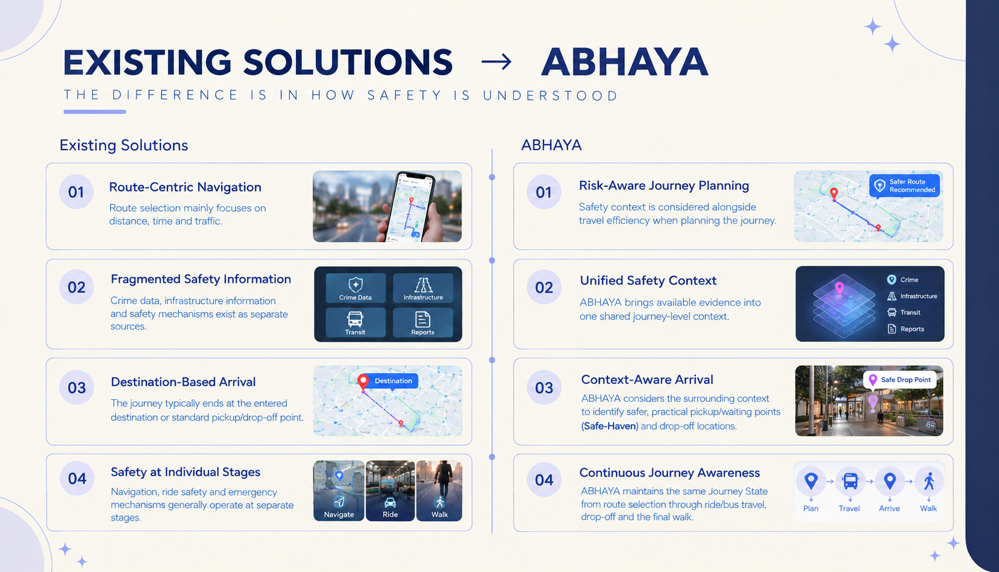 EXISTING SOLUTIONS → ABHAYA
THE DIFFERENCE IS IN HOW SAFETY IS UNDERSTOOD
Existing Solutions
01
Route-Centric Navigation
Route selection mainly focuses on
distance, time and traffic.
02
Fragmented Safety Information
Crime data, infrastructure information
and safety mechanisms exist as separate
sources.
Crime Data
Infrastructure
Transit
Reports
03
Destination-Based Arrival
The journey typically ends at the entered
destination or standard pickup/drop-off point.
Destination
04
Safety at Individual Stages
Navigation, ride safety and emergency
mechanisms generally operate at separate
stages.
Navigate
Ride
Walk
ABHAYA
01
Risk-Aware Journey Planning
Safety context is considered alongside
travel efficiency when planning the journey.
Safer Route
Recommended
02
Unified Safety Context
ABHAYA brings available evidence into
one shared journey-level context.
Crime
Infrastructure
Transit
Reports
03
Context-Aware Arrival
ABHAYA considers the surrounding context
to identify safer, practical pickup/waiting points
(Safe-Haven) and drop-off locations.
Safe Drop Point
04
Continuous Journey Awareness
ABHAYA maintains the same Journey State
from route selection through ride/bus travel,
drop-off and the final walk.
Plan
Travel
Arrive
Walk